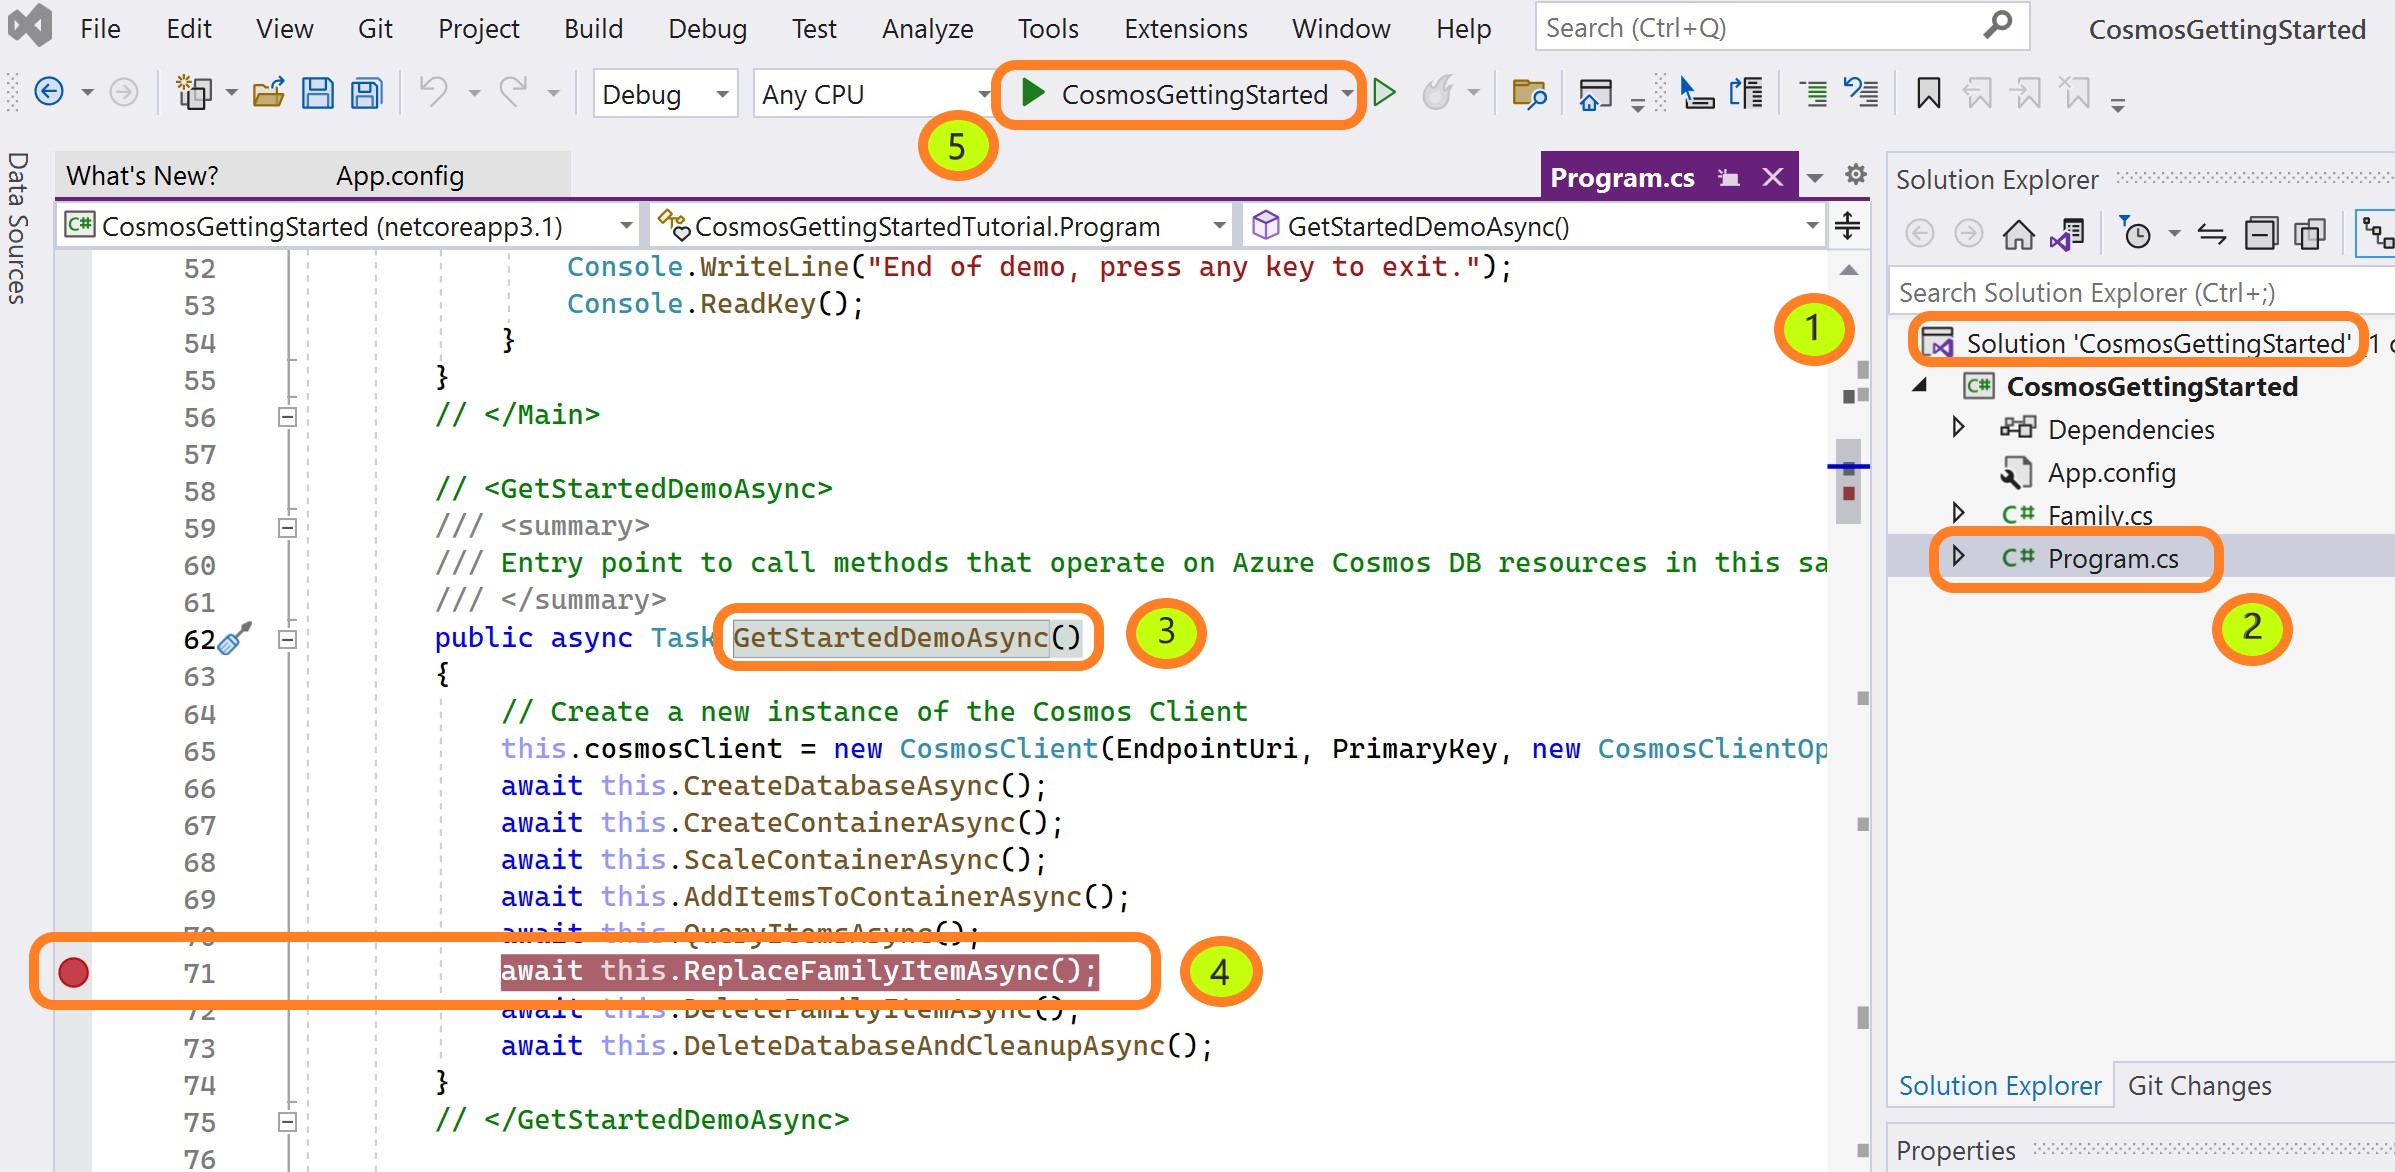 File Edit View Git Project Build Debug Test Analyze Tools Extensions Window Help Search (Ctrl+Q) CosmosGettingStarted
Debug Any CPU CosmosGettingStarted
5
Data Sources
What's New? App.config Program.cs
CosmosGettingStarted (netcoreapp3.1) CosmosGettingStartedTutorial.Program GetStartedDemoAsync()
52 Console.WriteLine("End of demo, press any key to exit.");
53 Console.ReadKey();
54 }
55 }
56 // </Main>
57
58 // <GetStartedDemoAsync>
59 /// <summary>
60 /// Entry point to call methods that operate on Azure Cosmos DB resources in this sa
61 /// </summary>
62 public async Task GetStartedDemoAsync()
3
63 {
64 // Create a new instance of the Cosmos Client
65 this.cosmosClient = new CosmosClient(EndpointUri, PrimaryKey, new CosmosClientOp
66 await this.CreateDatabaseAsync();
67 await this.CreateContainerAsync();
68 await this.ScaleContainerAsync();
69 await this.AddItemsToContainerAsync();
70 await this.QueryItemsAsync();
71 await this.ReplaceFamilyItemAsync();
4
72 await this.DeleteFamilyItemAsync();
73 await this.DeleteDatabaseAndCleanupAsync();
74 }
75 // </GetStartedDemoAsync>
76
Solution Explorer
Search Solution Explorer (Ctrl+;)
1
Solution 'CosmosGettingStarted' (1 o
C# CosmosGettingStarted
Dependencies
App.config
C# Family.cs
C# Program.cs
2
Solution Explorer Git Changes
Properties